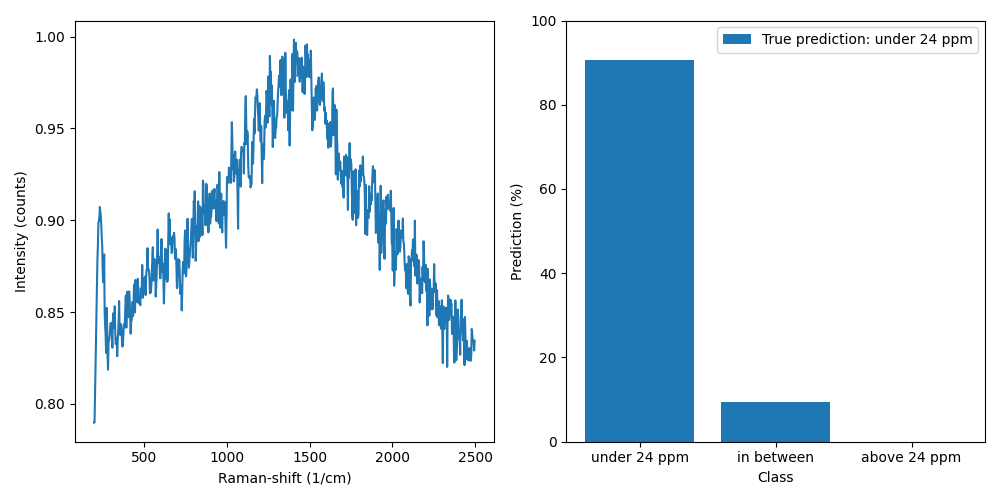 1.00
0.95
0.90
0.85
0.80
Intensity (counts)
500 1000 1500 2000 2500
Raman-shift (1/cm)
100
80
60
40
20
0
Prediction (%)
True prediction: under 24 ppm
under 24 ppm in between above 24 ppm
Class